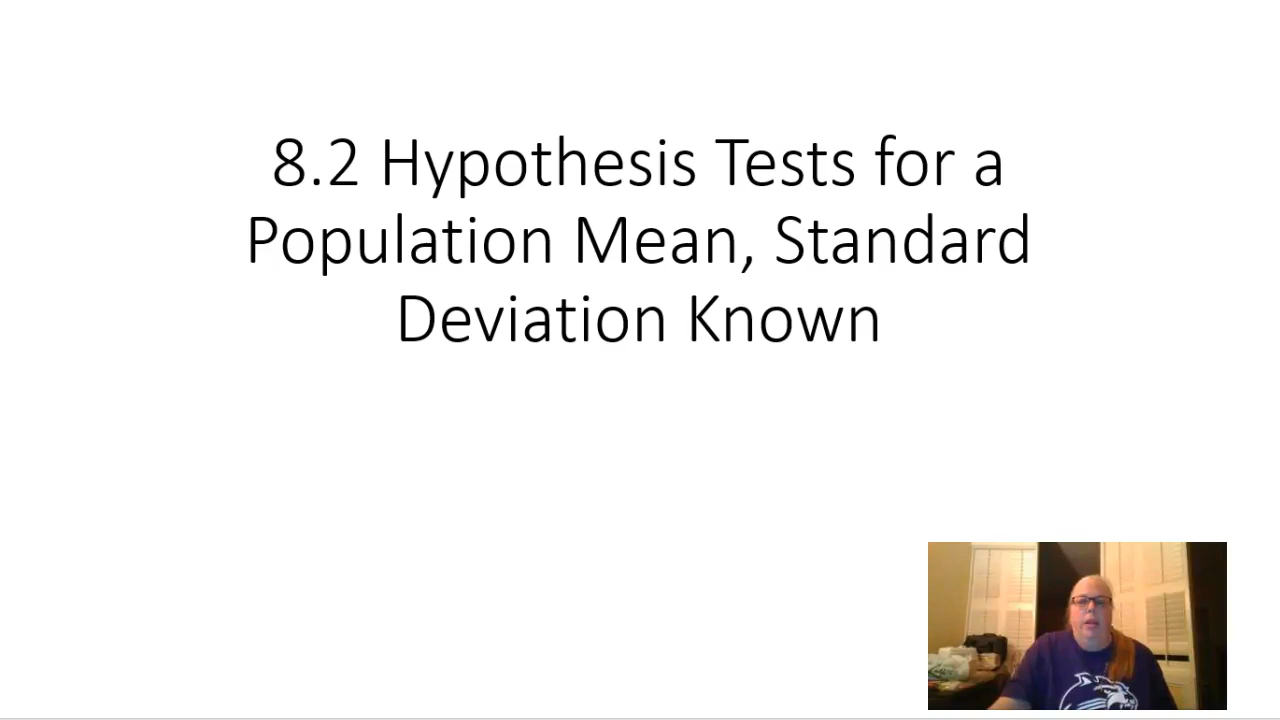 8.2 Hypothesis Tests for a
Population Mean, Standard
Deviation Known